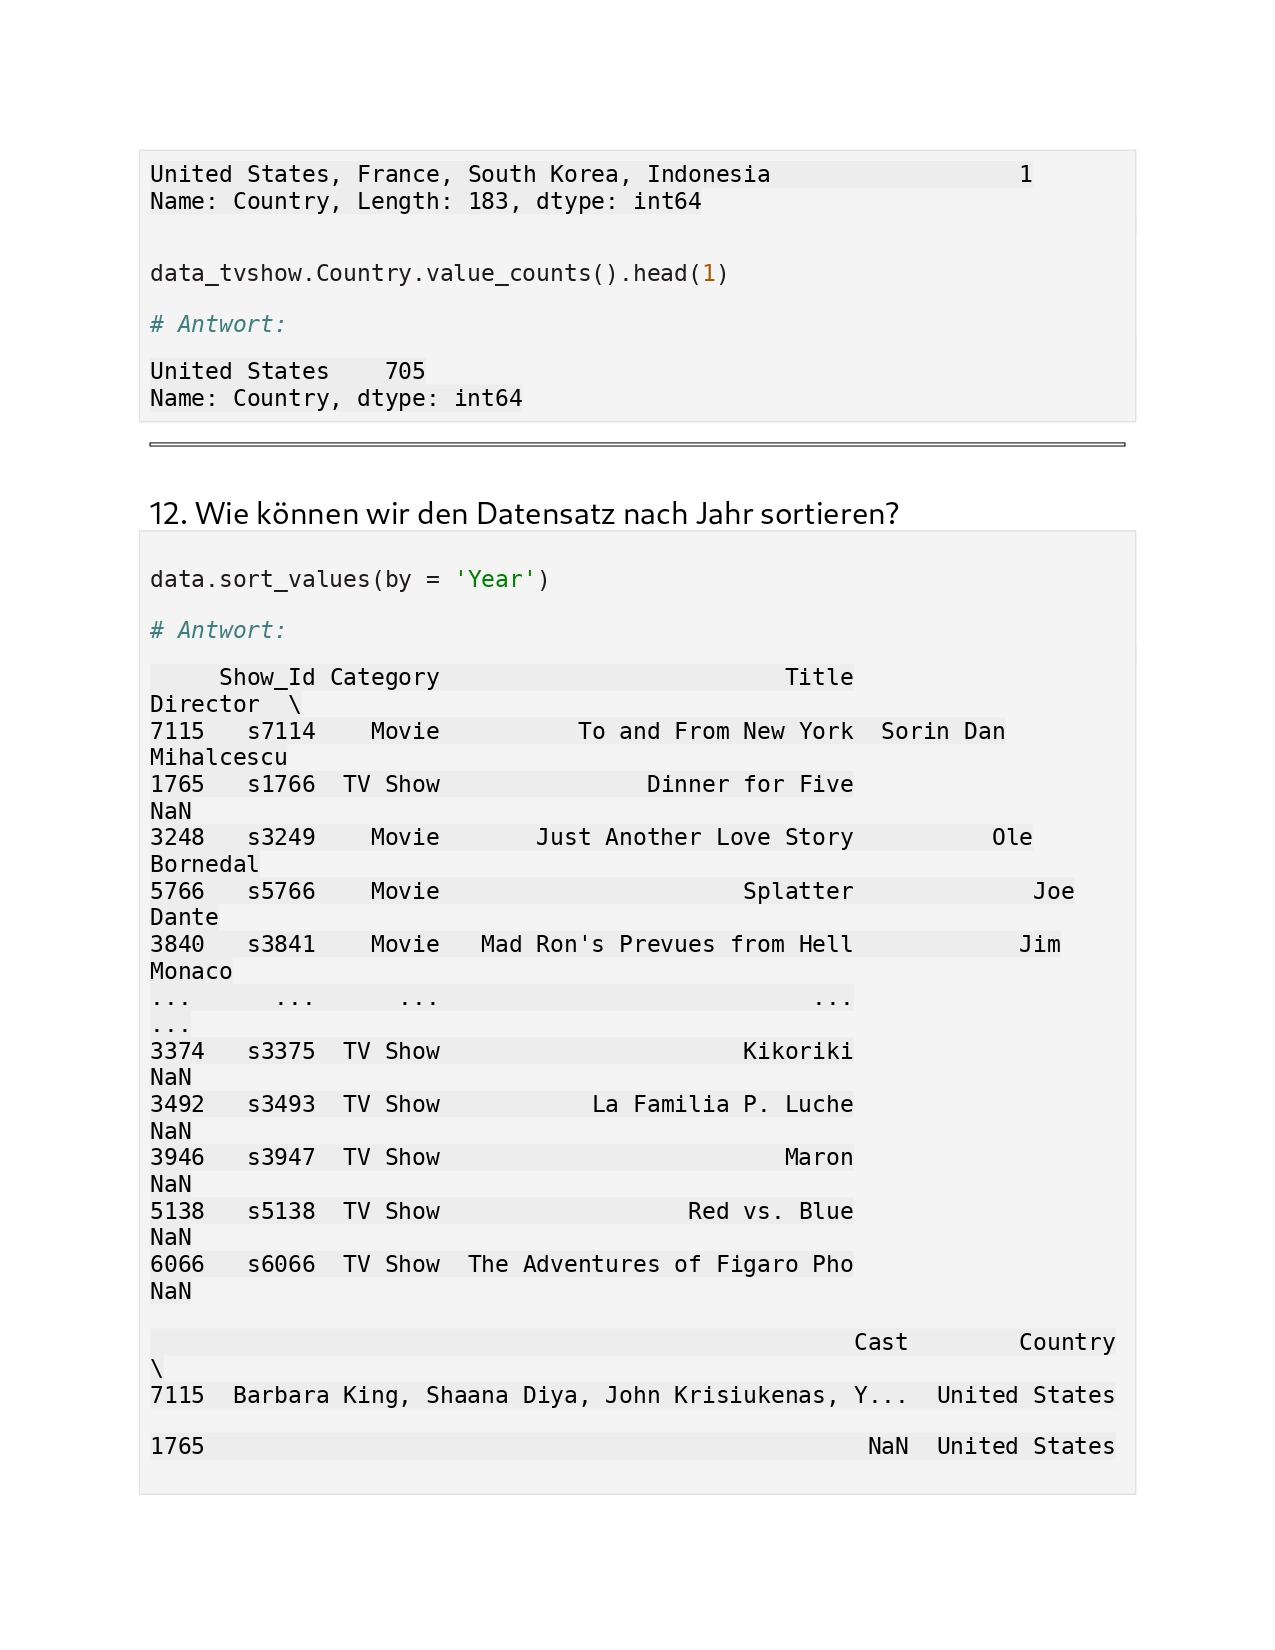 United States, France, South Korea, Indonesia                  1
Name: Country, Length: 183, dtype: int64
data_tvshow.Country.value_counts().head(1)
# Antwort:
United States    705
Name: Country, dtype: int64
12. Wie können wir den Datensatz nach Jahr sortieren?
data.sort_values(by = 'Year')
# Antwort:
     Show_Id Category                         Title
Director  \
7115   s7114    Movie          To and From New York  Sorin Dan
Mihalcescu
1765   s1766  TV Show               Dinner for Five
NaN
3248   s3249    Movie       Just Another Love Story          Ole
Bornedal
5766   s5766    Movie                      Splatter             Joe
Dante
3840   s3841    Movie   Mad Ron's Prevues from Hell            Jim
Monaco
...      ...      ...                           ...
...
3374   s3375  TV Show                      Kikoriki
NaN
3492   s3493  TV Show           La Familia P. Luche
NaN
3946   s3947  TV Show                         Maron
NaN
5138   s5138  TV Show                  Red vs. Blue
NaN
6066   s6066  TV Show  The Adventures of Figaro Pho
NaN
                                                   Cast        Country
\
7115  Barbara King, Shaana Diya, John Krisiukenas, Y...  United States
1765                                                NaN  United States